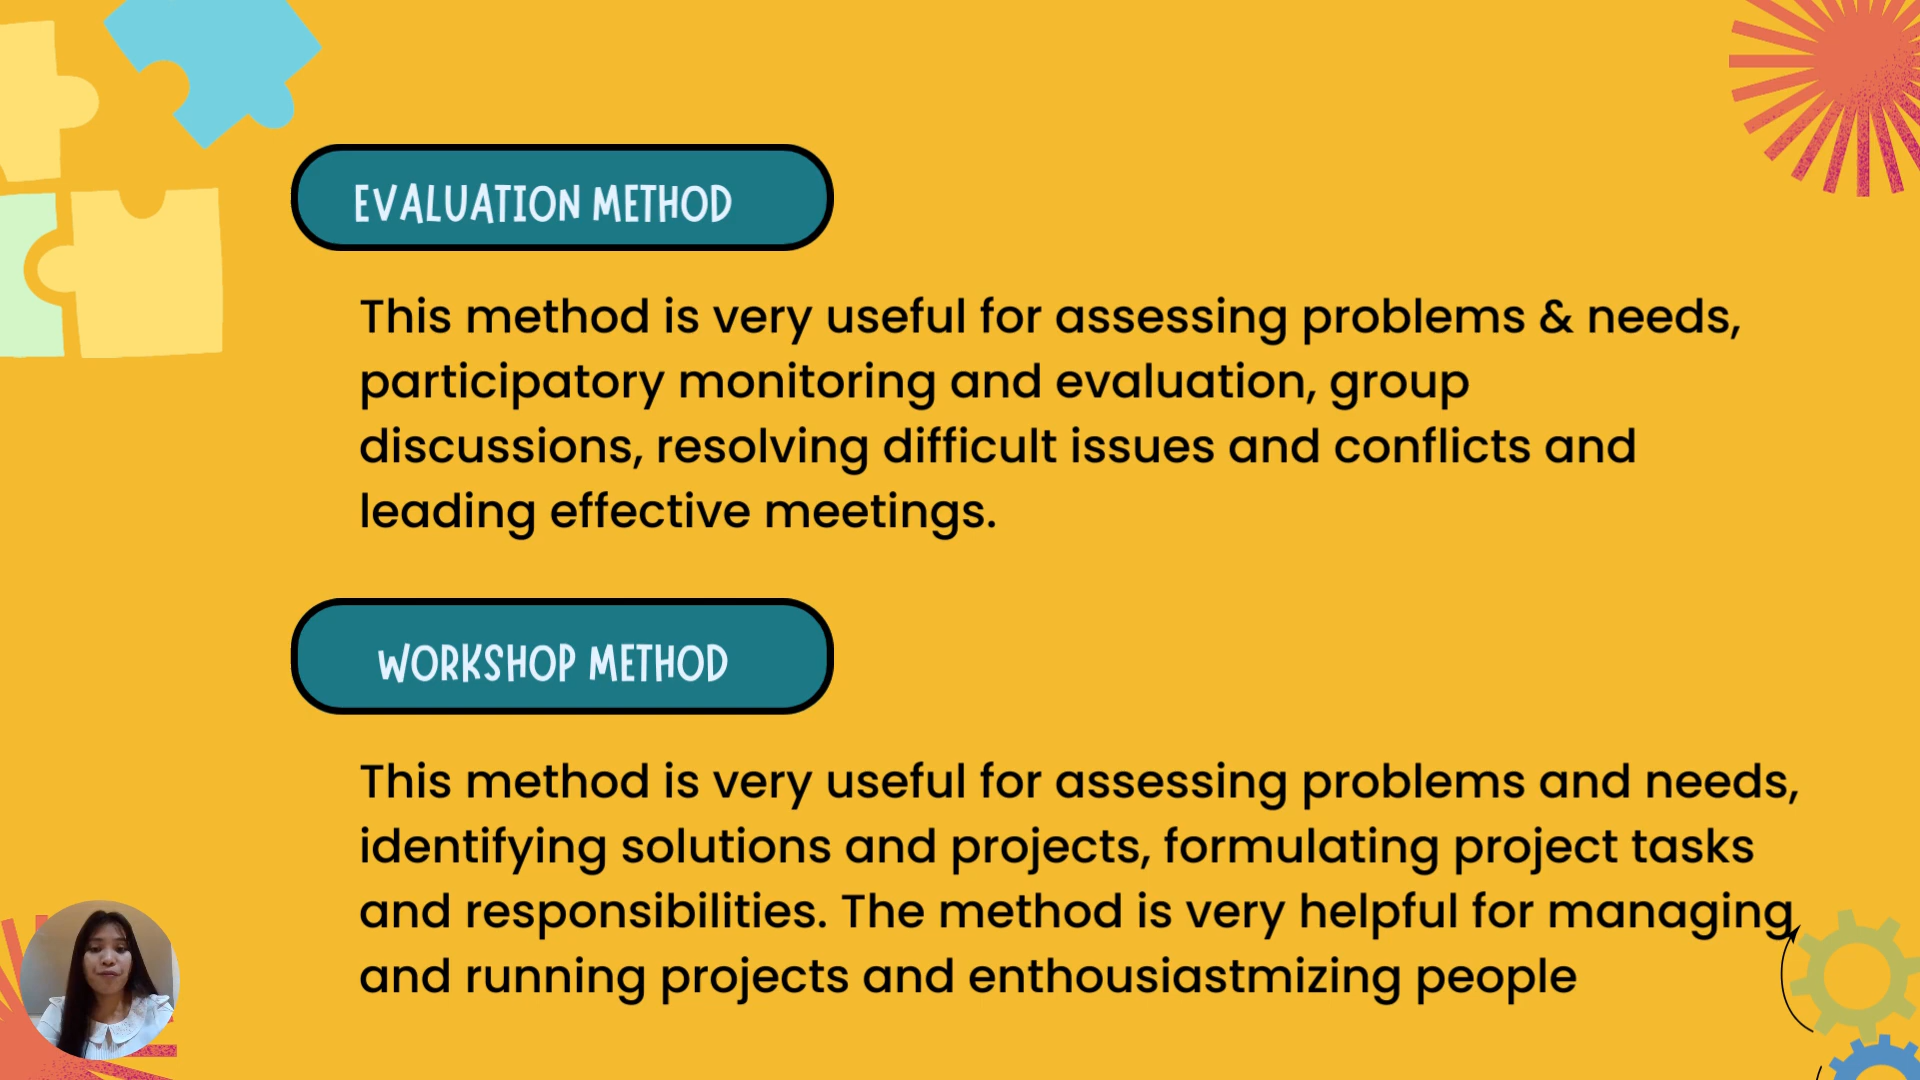 EVALUATION METHOD
This method is very useful for assessing problems & needs,
participatory monitoring and evaluation, group
discussions, resolving difficult issues and conflicts and
leading effective meetings.
WORKSHOP METHOD
This method is very useful for assessing problems and needs,
identifying solutions and projects, formulating project tasks
and responsibilities. The method is very helpful for managing
and running projects and enthousiastmizing people